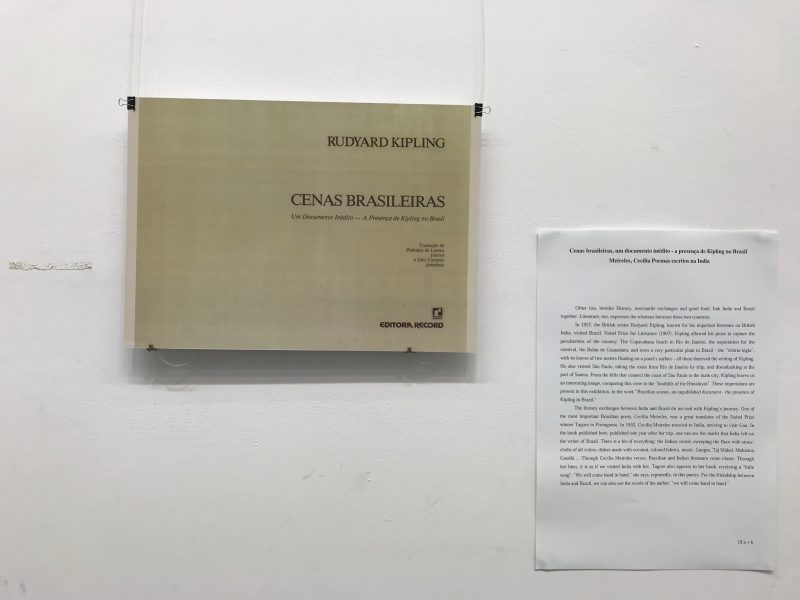 RUDYARD KIPLING
CENAS BRASILEIRAS
Um Documento Inédito — A Presença de Kipling no Brasil
Tradução de
Pinheiro de Lemos
(texto)
e Geir Campos
(poemas)
EDITORA RECORD
Cenas brasileiras, um documento inédito - a presença de Kipling no Brasil
Meireles, Cecília Poemas escritos na India
Other ties, besides History, mercantile exchanges and good food, link India and Brazil
together. Literature, too, expresses the relations between these two countries.
In 1927, the British writer Rudyard Kipling, known for his important literature on British
India, visited Brazil. Nobel Prize for Literature (1907), Kipling allowed his prose to capture the
peculiarities of the country. The Copacabana beach in Rio de Janeiro, the expectation for the
carnival, the Bahia de Guanabara, and even a very particular plant in Brazil - the "vitória régia",
with its leaves of two meters floating on a pond's surface - all these deserved the writing of Kipling.
He also visited São Paulo, taking the route from Rio de Janeiro by ship, and disembarking at the
port of Santos. From the hills that connect the coast of São Paulo to the main city, Kipling leaves us
an interesting image, comparing this view to the "foothills of the Himalayas". These impressions are
present in this exhibition, in the work "Brazilian scenes, an unpublished document - the presence of
Kipling in Brazil."
The literary exchanges between India and Brazil do not end with Kipling's journey. One of
the most important Brazilian poets, Cecília Meireles, was a great translator of the Nobel Prize
winner Tagore to Portuguese. In 1952, Cecília Meireles traveled to India, arriving to visit Goa. In
the book published here, published one year after her trip, one can see the marks that India left on
the writer of Brazil. There is a bit of everything: the Indian crowd, sweeping the floor with straw,
cloths of all colors, dishes made with coconut, colored fabrics, music, Ganges, Taj Mahal, Mahatma
Gandhi ... Through Cecília Meireles verses, Brazilian and Indian literature come closer. Through
her lines, it is as if we visited India with her. Tagore also appears in her book, receiving a "little
song". "We will come hand in hand," she says, repeatedly, in this poetry. For the friendship between
India and Brazil, we can also use the words of the author: "we will come hand in hand."
10 a + b